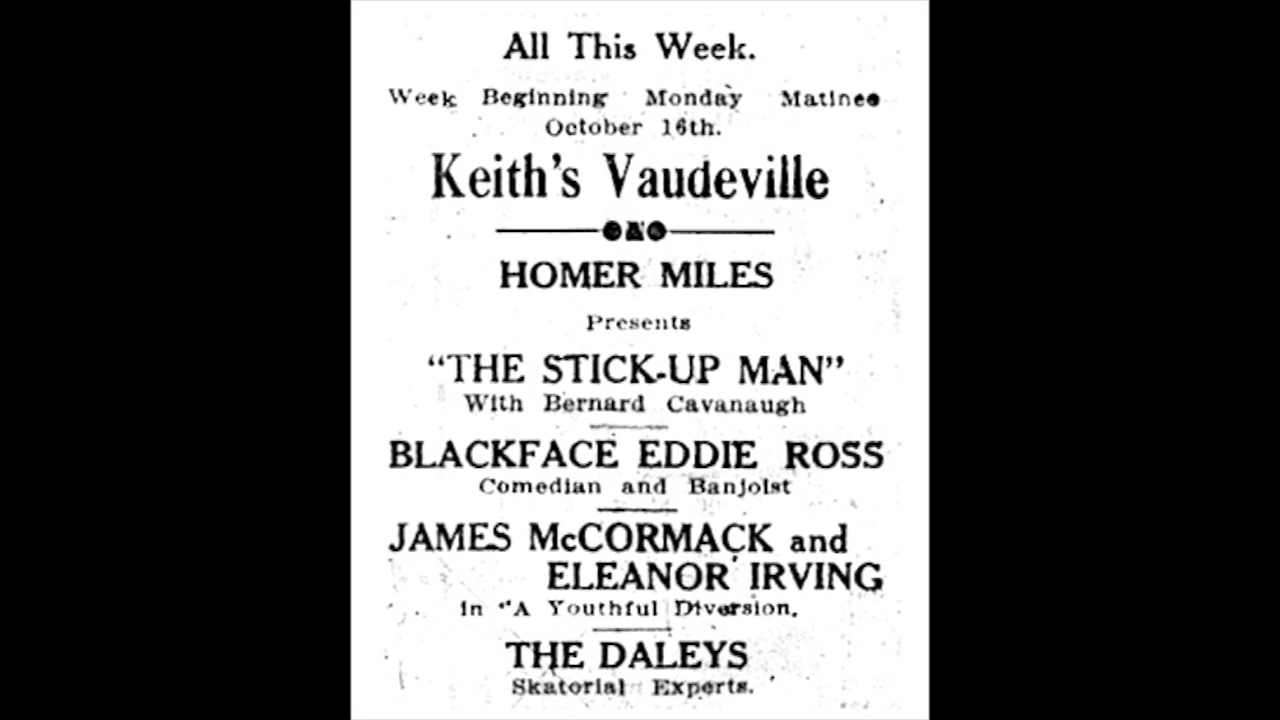 All This Week.
Week Beginning Monday Matinee
October 16th.
Keith's Vaudeville
HOMER MILES
Presents
"THE STICK-UP MAN"
With Bernard Cavanaugh
BLACKFACE EDDIE ROSS
Comedian and Banjoist
JAMES McCORMACK and
ELEANOR IRVING
in "A Youthful Diversion.
THE DALEYS
Skatorial Experts.